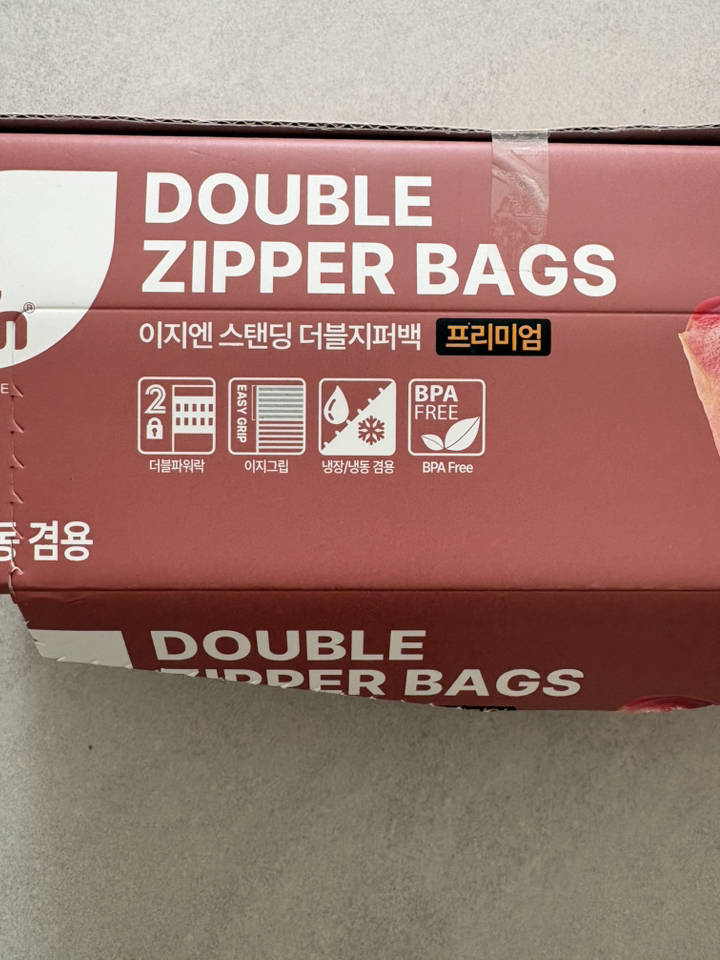 DOUBLE
ZIPPER BAGS
이지엔 스탠딩 더블지퍼백 프리미엄
2
EASY GRIP
BPA
FREE
더블파워락 이지그립 냉장/냉동 겸용 BPA Free
겸용
DOUBLE
ZIPPER BAGS